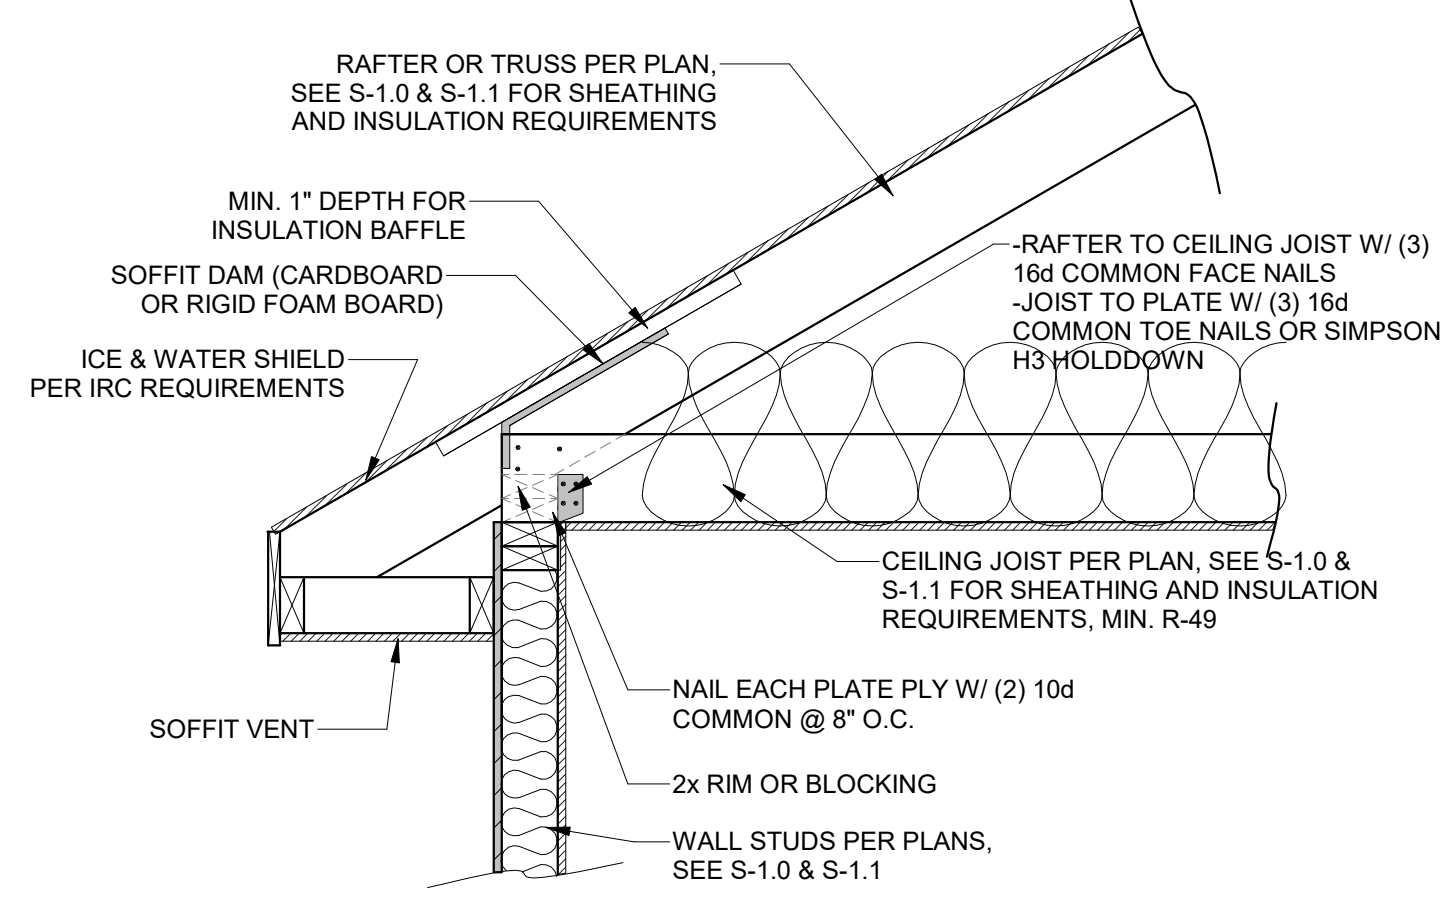 RAFTER OR TRUSS PER PLAN,
SEE S-1.0 & S-1.1 FOR SHEATHING
AND INSULATION REQUIREMENTS
MIN. 1" DEPTH FOR
INSULATION BAFFLE
SOFFIT DAM (CARDBOARD
OR RIGID FOAM BOARD)
ICE & WATER SHIELD
PER IRC REQUIREMENTS
-RAFTER TO CEILING JOIST W/ (3)
16d COMMON FACE NAILS
-JOIST TO PLATE W/ (3) 16d
COMMON TOE NAILS OR SIMPSON
H3 HOLDDOWN
CEILING JOIST PER PLAN, SEE S-1.0 &
S-1.1 FOR SHEATHING AND INSULATION
REQUIREMENTS, MIN. R-49
SOFFIT VENT
NAIL EACH PLATE PLY W/ (2) 10d
COMMON @ 8" O.C.
2x RIM OR BLOCKING
WALL STUDS PER PLANS,
SEE S-1.0 & S-1.1